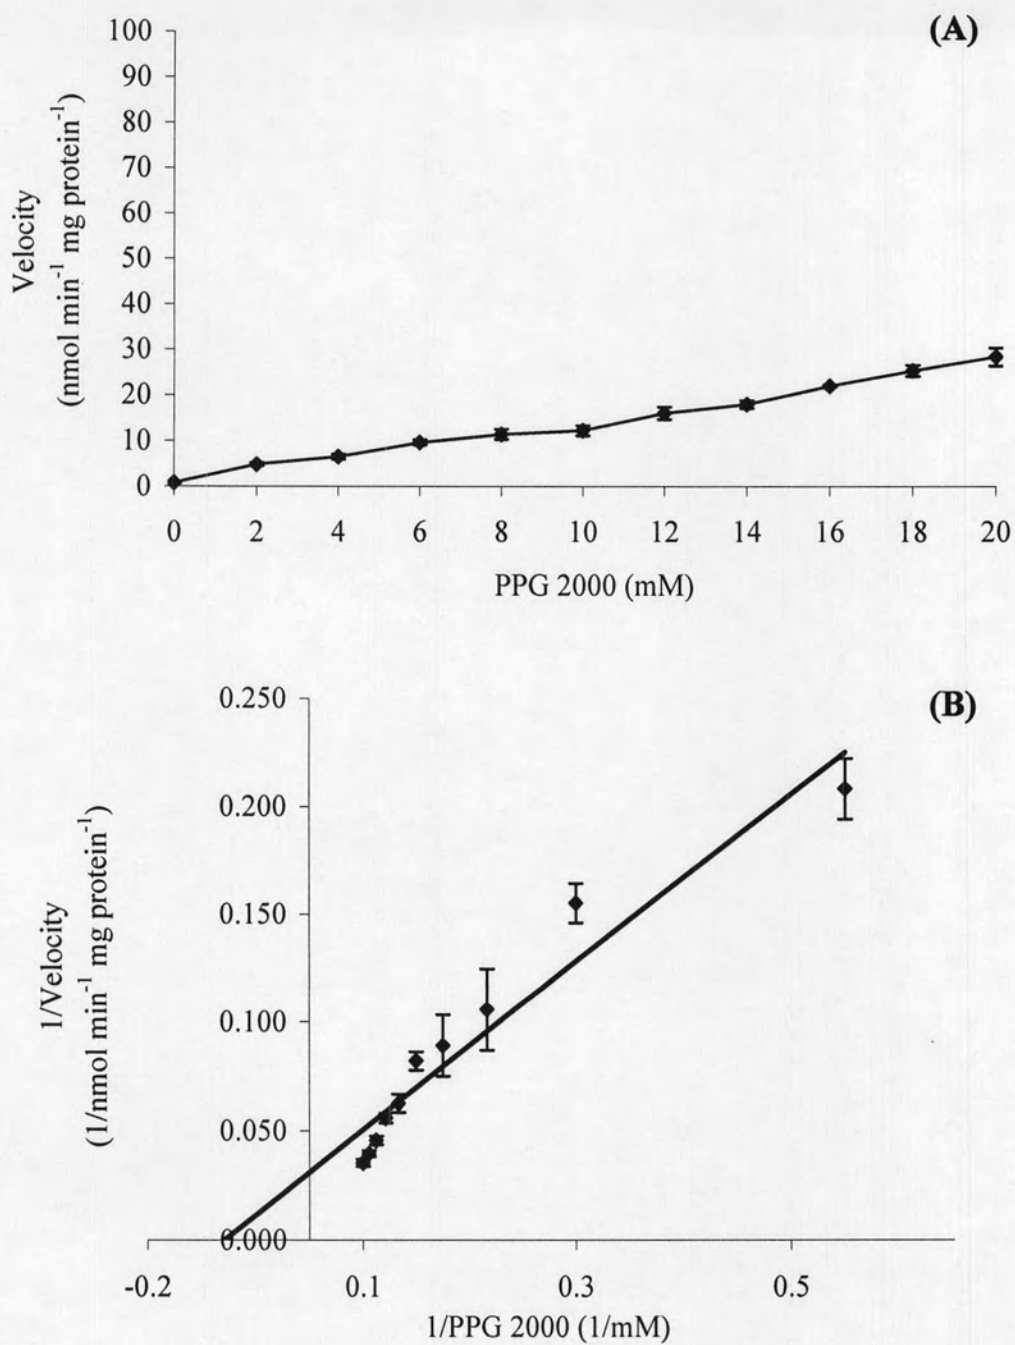 (A)
100
90
80
70
60
50
40
30
20
10
0
Velocity
(nmol min⁻¹ mg protein⁻¹)
0 2 4 6 8 10 12 14 16 18 20
PPG 2000 (mM)
(B)
0.250
0.200
0.150
0.100
0.050
0.000
1/Velocity
(1/nmol min⁻¹ mg protein⁻¹)
-0.2 0.1 0.3 0.5
1/PPG 2000 (1/mM)